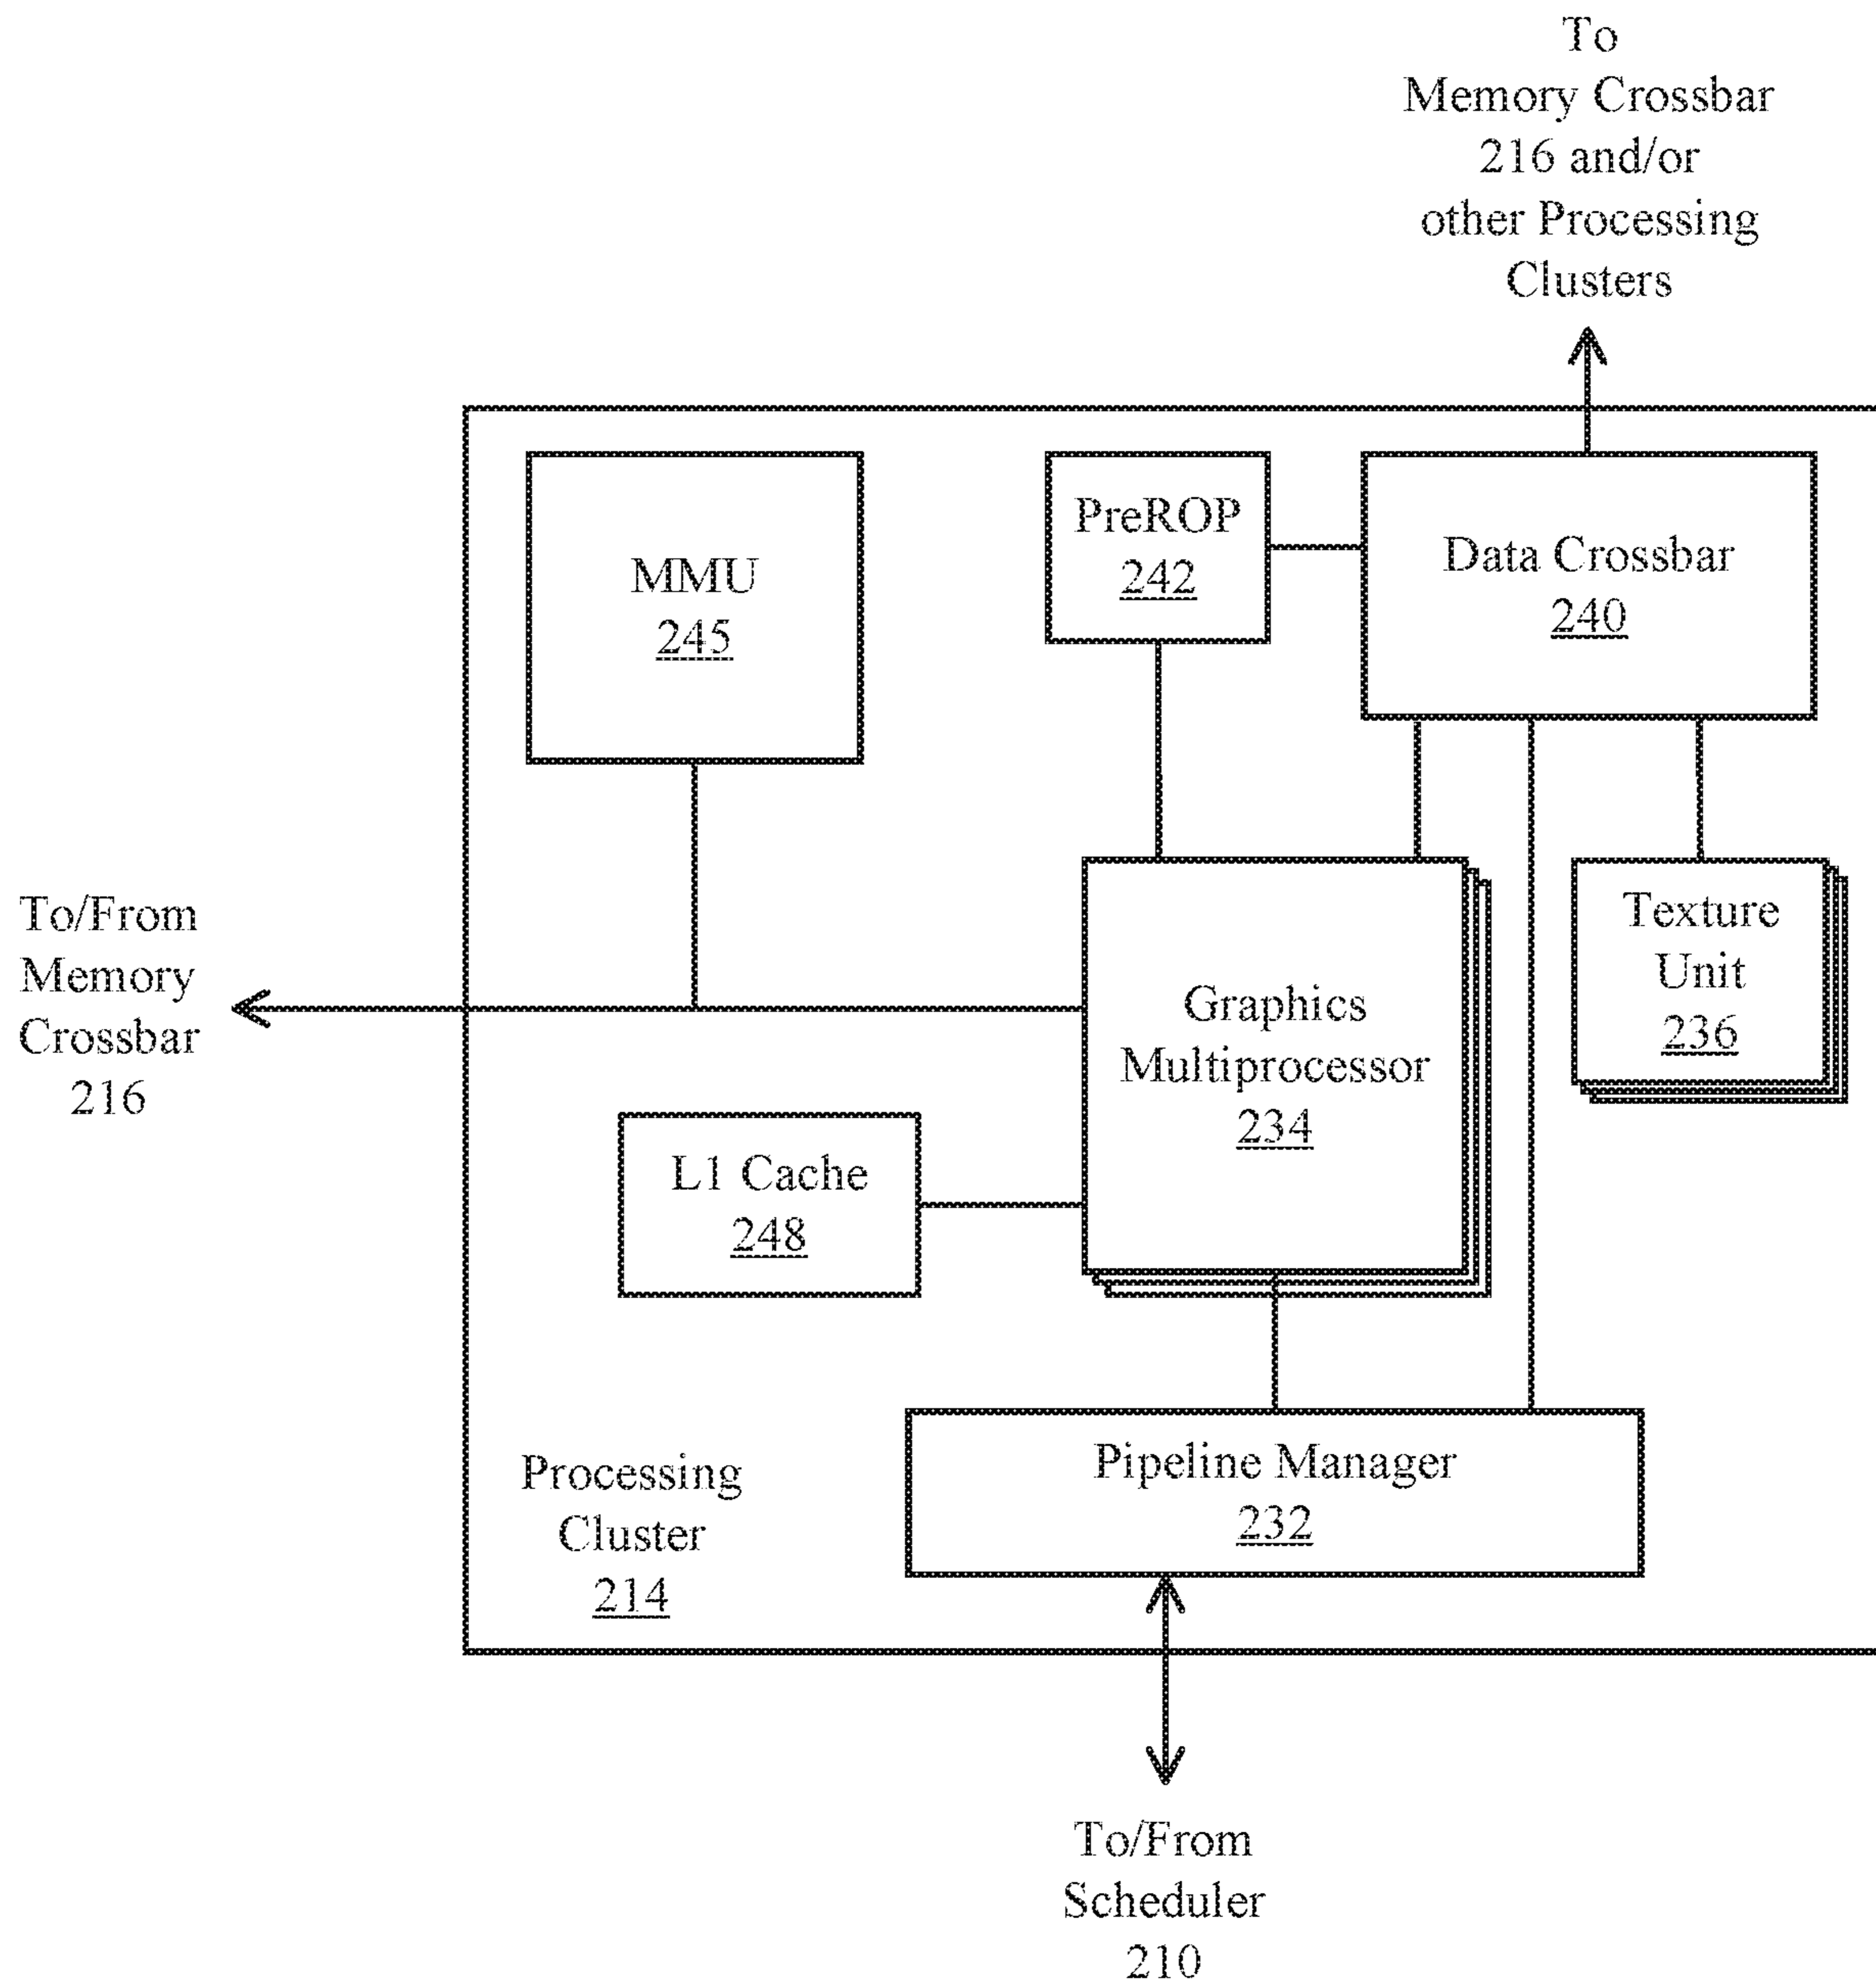 To
Memory Crossbar
216 and/or
other Processing
Clusters
MMU
245
PreROP
242
Data Crossbar
240
To/From
Memory
Crossbar
216
Graphics
Multiprocessor
234
Texture
Unit
236
L1 Cache
248
Processing
Cluster
214
Pipeline Manager
232
To/From
Scheduler
210